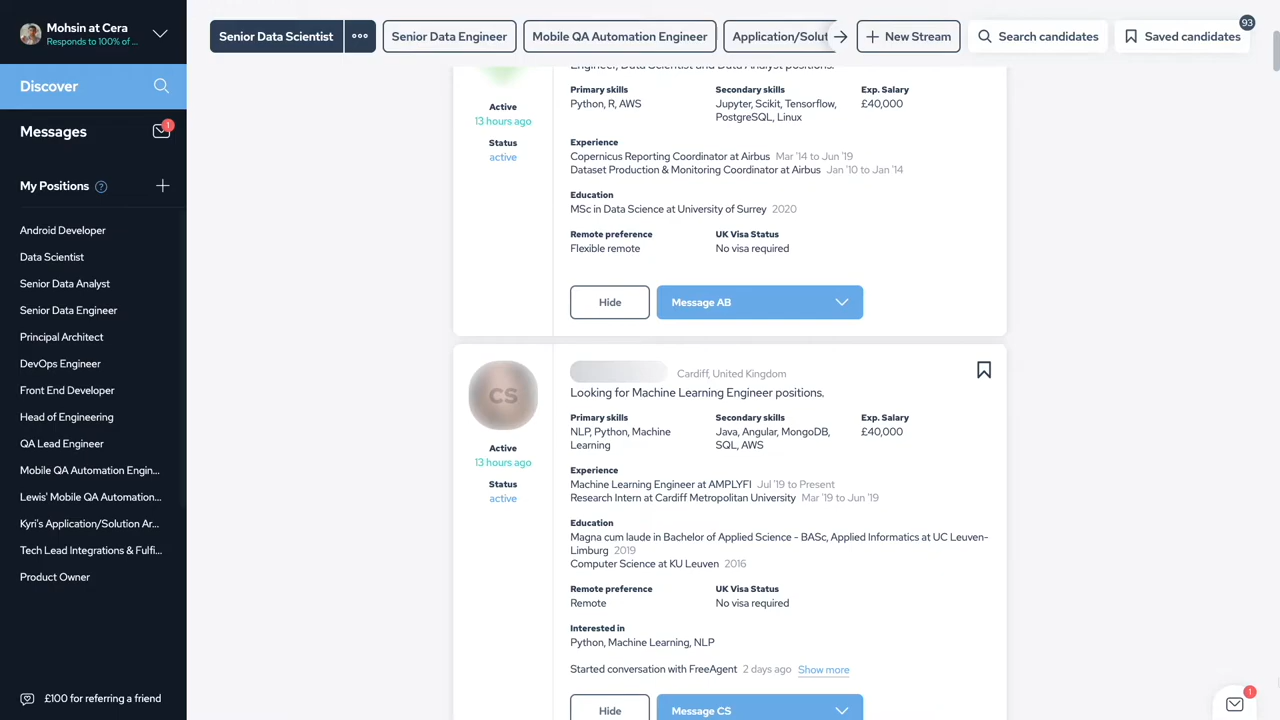 Mohsin at Cera
Responds to 100% of ...
Discover
Messages
1
My Positions ?
Android Developer
Data Scientist
Senior Data Analyst
Senior Data Engineer
Principal Architect
DevOps Engineer
Front End Developer
Head of Engineering
QA Lead Engineer
Mobile QA Automation Engin...
Lewis' Mobile QA Automation...
Kyri's Application/Solution Ar...
Tech Lead Integrations & Fulfi...
Product Owner
£100 for referring a friend
Senior Data Scientist
Senior Data Engineer
Mobile QA Automation Engineer
Application/Solut
New Stream
Search candidates
Saved candidates
93
Engineer, Data Scientist and Data Analyst positions.
Active
13 hours ago
Status
active
Primary skills
Python, R, AWS
Secondary skills
Jupyter, Scikit, Tensorflow,
PostgreSQL, Linux
Exp. Salary
£40,000
Experience
Copernicus Reporting Coordinator at Airbus Mar '14 to Jun '19
Dataset Production & Monitoring Coordinator at Airbus Jan '10 to Jan '14
Education
MSc in Data Science at University of Surrey 2020
Remote preference
Flexible remote
UK Visa Status
No visa required
Hide
Message AB
CS
Active
13 hours ago
Status
active
Cardiff, United Kingdom
Looking for Machine Learning Engineer positions.
Primary skills
NLP, Python, Machine
Learning
Secondary skills
Java, Angular, MongoDB,
SQL, AWS
Exp. Salary
£40,000
Experience
Machine Learning Engineer at AMPLYFI Jul '19 to Present
Research Intern at Cardiff Metropolitan University Mar '19 to Jun '19
Education
Magna cum laude in Bachelor of Applied Science - BASc, Applied Informatics at UC Leuven-
Limburg 2019
Computer Science at KU Leuven 2016
Remote preference
Remote
UK Visa Status
No visa required
Interested in
Python, Machine Learning, NLP
Started conversation with FreeAgent 2 days ago Show more
Hide
Message CS
1